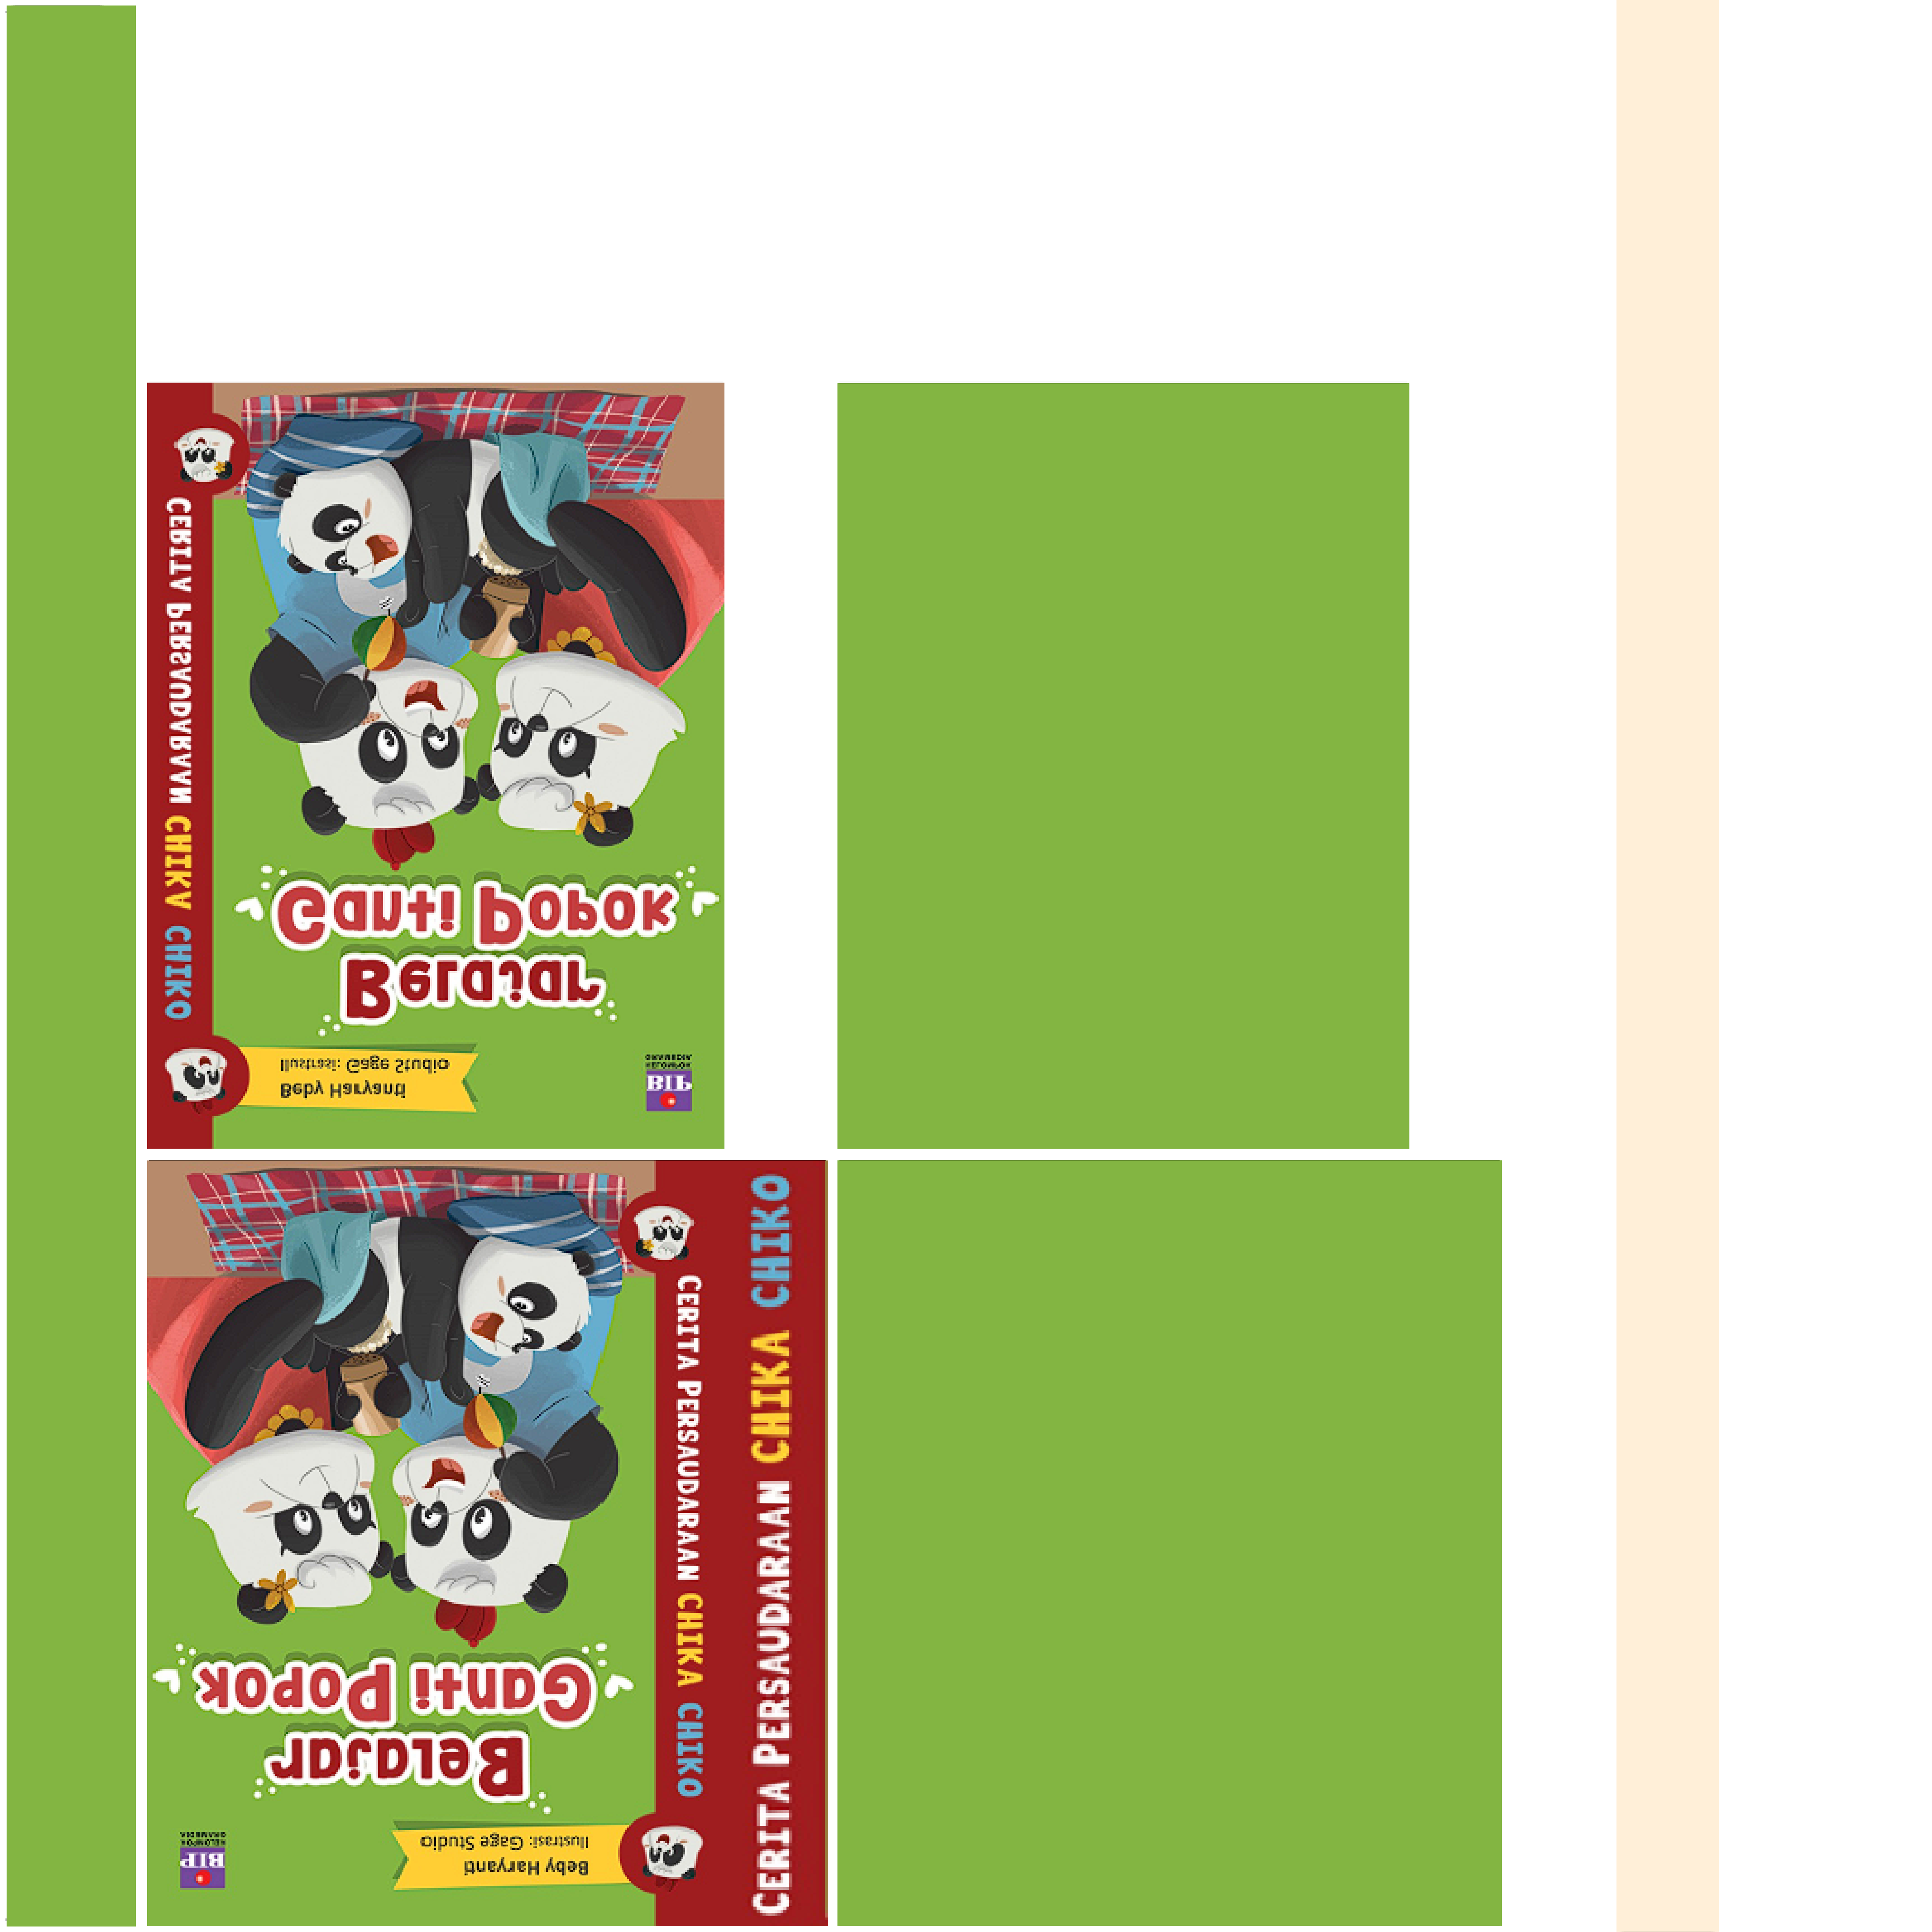 CERITA PERSAUDARAAN CHIKA CHIKO
Belajar
Ganti Popok
Beby Haryanti
Ilustrasi: Gage Studio
BIP
KELOMPOK
GRAMEDIA
Beby Haryanti
Ilustrasi: Gage Studio
BIP
KELOMPOK
GRAMEDIA
Belajar
Ganti Popok
CERITA PERSAUDARAAN CHIKA CHIKO
CERITA PERSAUDARAAN CHIKA CHIKO